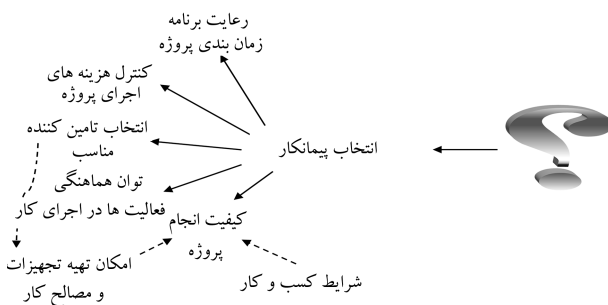 رعایت برنامه
زمان بندی پروژه
کنترل هزینه های
اجرای پروژه
انتخاب تامین کننده
مناسب
انتخاب پیمانکار
توان هماهنگی
فعالیت ها در اجرای کار
کیفیت انجام
پروژه
امکان تهیه تجهیزات
و مصالح کار
شرایط کسب و کار
؟